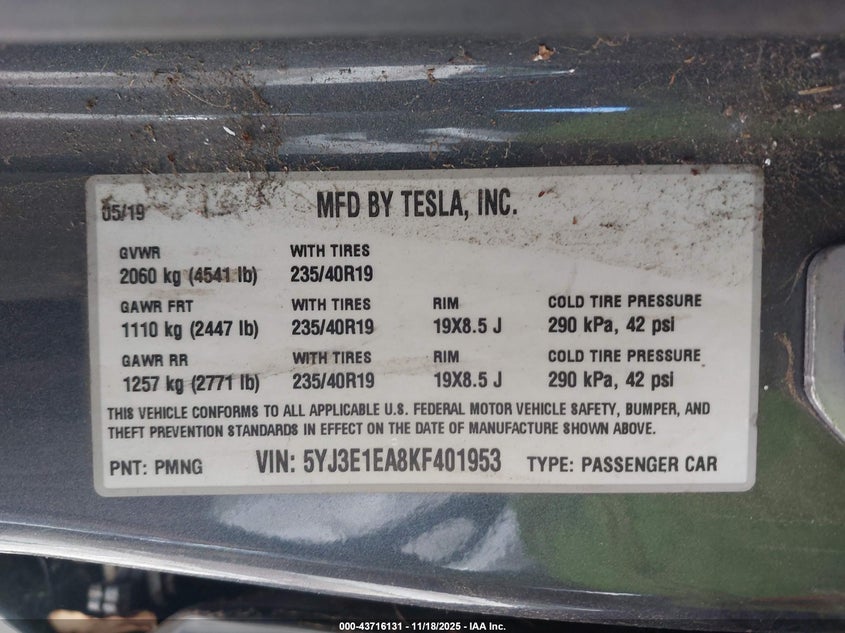 05/19 MFD BY TESLA, INC.
GVWR WITH TIRES
2060 kg (4541 lb) 235/40R19
GAWR FRT WITH TIRES RIM COLD TIRE PRESSURE
1110 kg (2447 lb) 235/40R19 19X8.5 J 290 kPa, 42 psi
GAWR RR WITH TIRES RIM COLD TIRE PRESSURE
1257 kg (2771 lb) 235/40R19 19X8.5 J 290 kPa, 42 psi
THIS VEHICLE CONFORMS TO ALL APPLICABLE U.S. FEDERAL MOTOR VEHICLE SAFETY, BUMPER, AND
THEFT PREVENTION STANDARDS IN EFFECT ON THE DATE OF MANUFACTURE SHOWN ABOVE.
PNT: PMNG VIN: 5YJ3E1EA8KF401953 TYPE: PASSENGER CAR
000-43716131 - 11/18/2025 - IAA Inc.